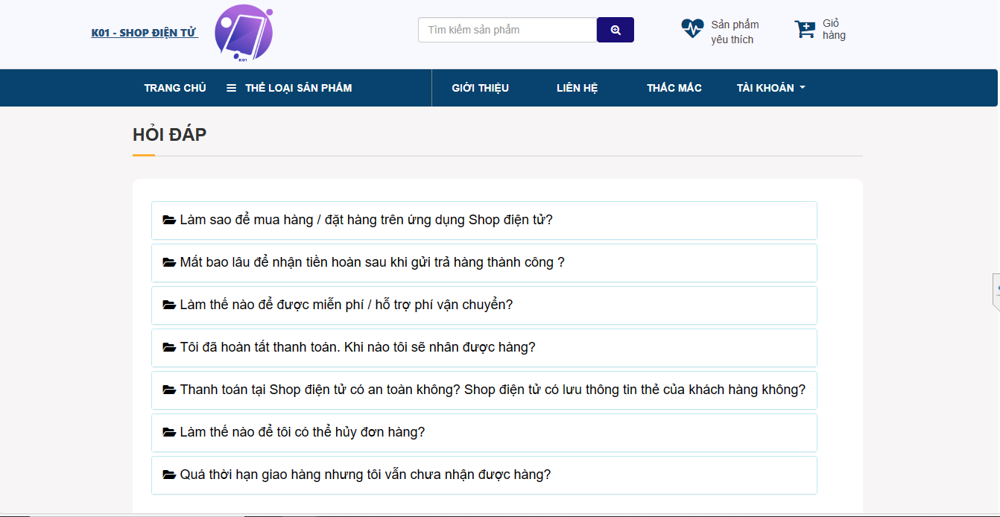 K01 - SHOP ĐIỆN TỬ
K01
Tìm kiếm sản phẩm
Sản phẩm
yêu thích
Giỏ
hàng
TRANG CHỦ
THỂ LOẠI SẢN PHẨM
GIỚI THIỆU
LIÊN HỆ
THẮC MẮC
TÀI KHOẢN
HỎI ĐÁP
Làm sao để mua hàng / đặt hàng trên ứng dụng Shop điện tử?
Mất bao lâu để nhận tiền hoàn sau khi gửi trả hàng thành công ?
Làm thế nào để được miễn phí / hỗ trợ phí vận chuyển?
Tôi đã hoàn tất thanh toán. Khi nào tôi sẽ nhân được hàng?
Thanh toán tại Shop điện tử có an toàn không? Shop điện tử có lưu thông tin thẻ của khách hàng không?
Làm thế nào để tôi có thể hủy đơn hàng?
Quá thời hạn giao hàng nhưng tôi vẫn chưa nhận được hàng?